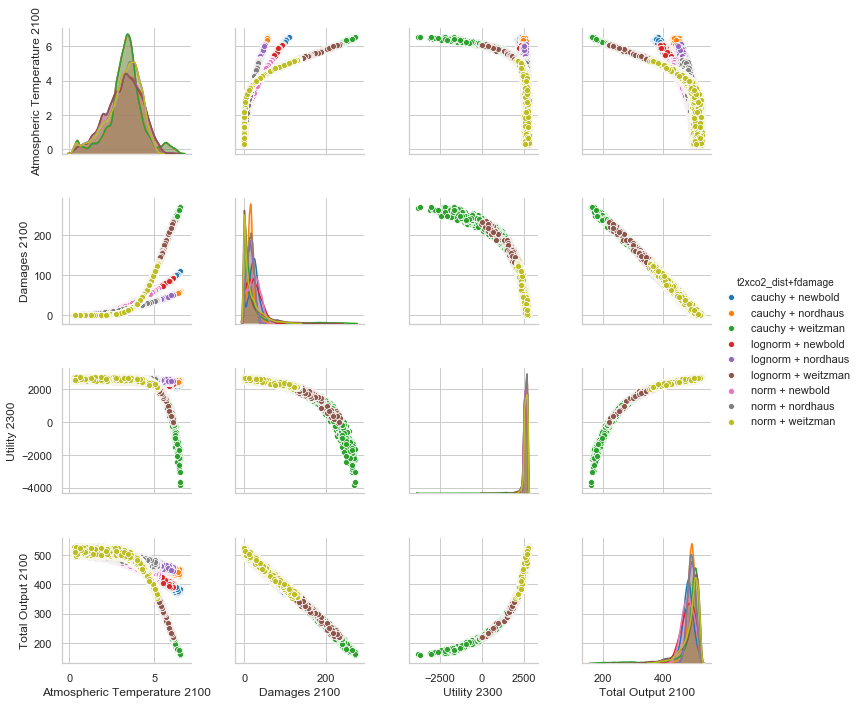 Atmospheric Temperature 2100
6
4
2
0
Damages 2100
200
100
0
Utility 2300
2000
0
−2000
−4000
Total Output 2100
500
400
300
200
0
5
Atmospheric Temperature 2100
0
200
Damages 2100
−2500
0
2500
Utility 2300
200
400
Total Output 2100
t2xco2_dist+fdamage
cauchy + newbold
cauchy + nordhaus
cauchy + weitzman
lognorm + newbold
lognorm + nordhaus
lognorm + weitzman
norm + newbold
norm + nordhaus
norm + weitzman